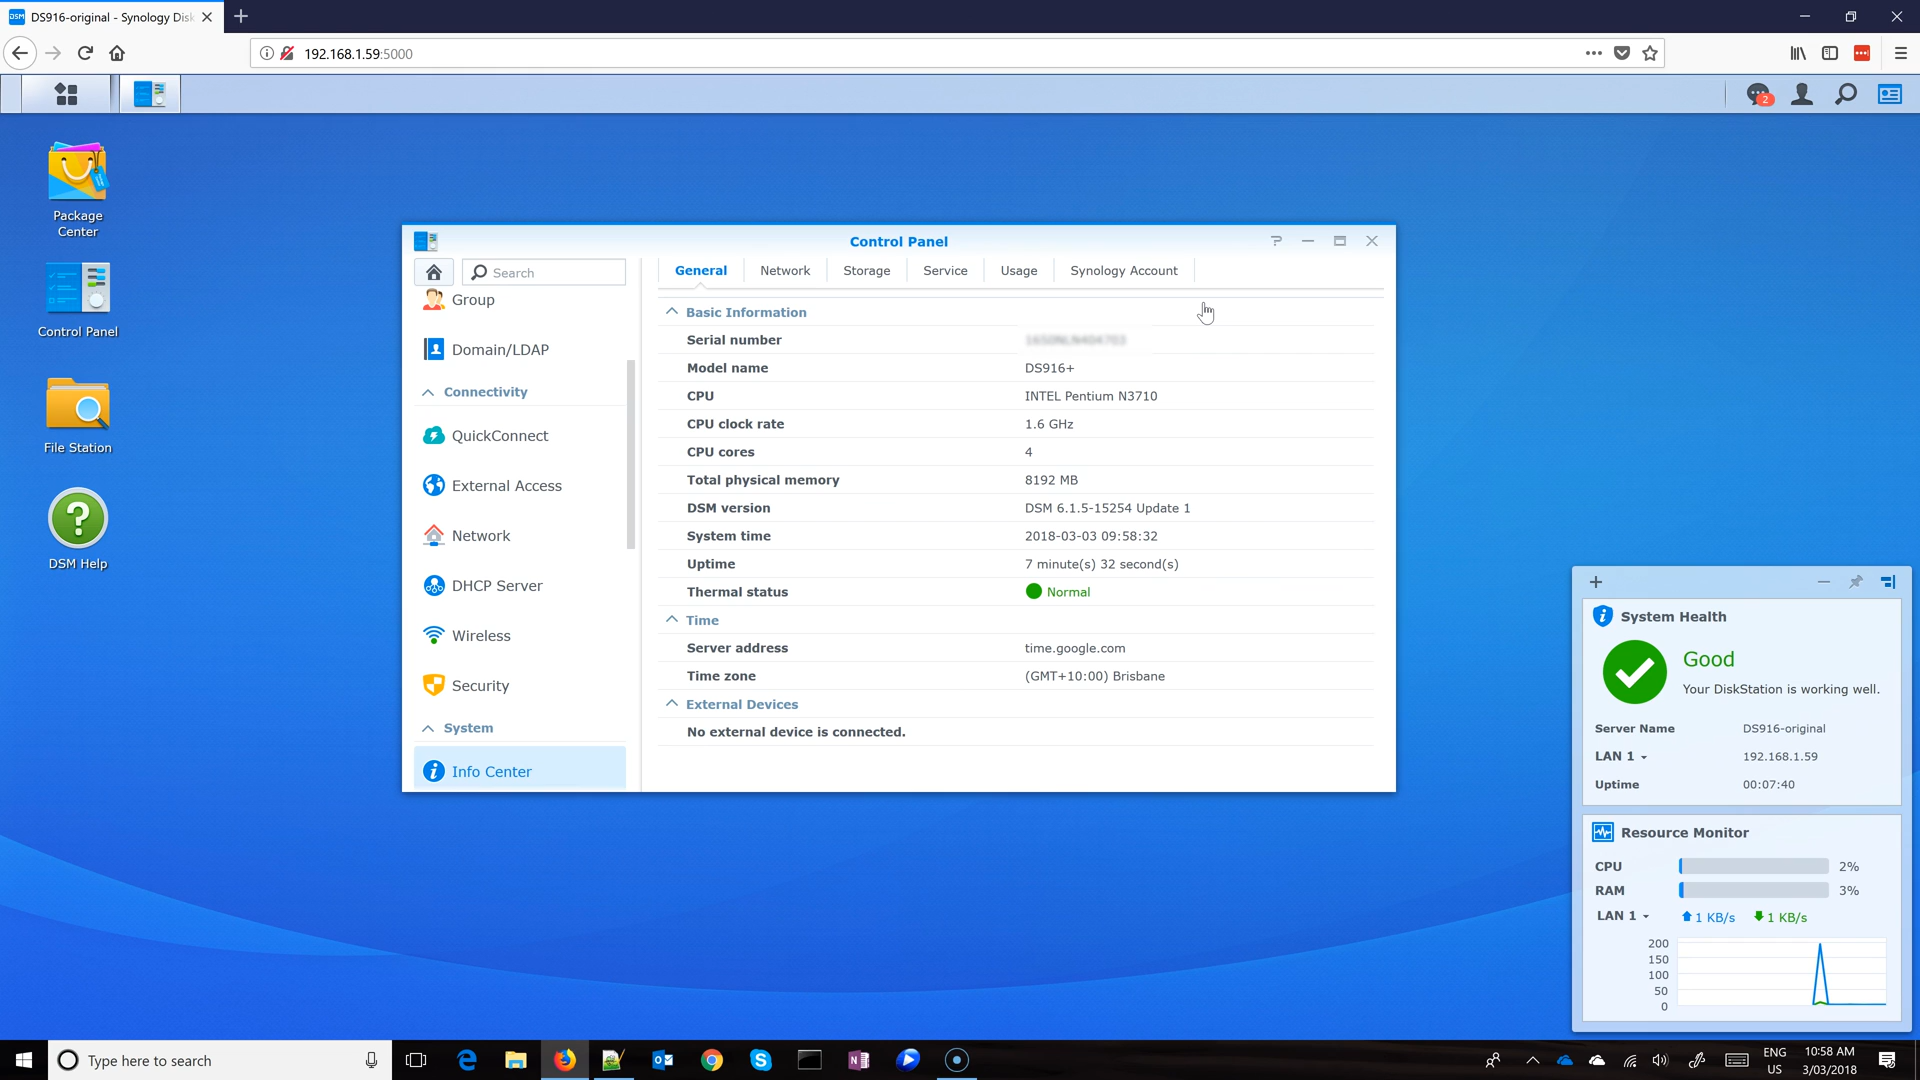 DS916-original - Synology Disk
192.168.1.59:5000
2
Package
Center
Control Panel
File Station
DSM Help
Control Panel
Search
Group
Domain/LDAP
Connectivity
QuickConnect
External Access
Network
DHCP Server
Wireless
Security
System
Info Center
General Network Storage Service Usage Synology Account
Basic Information
Serial number
Model name DS916+
CPU INTEL Pentium N3710
CPU clock rate 1.6 GHz
CPU cores 4
Total physical memory 8192 MB
DSM version DSM 6.1.5-15254 Update 1
System time 2018-03-03 09:58:32
Uptime 7 minute(s) 32 second(s)
Thermal status Normal
Time
Server address time.google.com
Time zone (GMT+10:00) Brisbane
External Devices
No external device is connected.
System Health
Good
Your DiskStation is working well.
Server Name DS916-original
LAN 1 192.168.1.59
Uptime 00:07:40
Resource Monitor
CPU 2%
RAM 3%
LAN 1 1 KB/s 1 KB/s
200
150
100
50
0
Type here to search
ENG
US
10:58 AM
3/03/2018